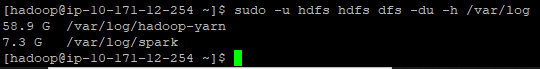 [hadoop@ip-10-171-12-254 ~]$ sudo -u hdfs hdfs dfs -du -h /var/log
58.9 G  /var/log/hadoop-yarn
7.3 G  /var/log/spark
[hadoop@ip-10-171-12-254 ~]$